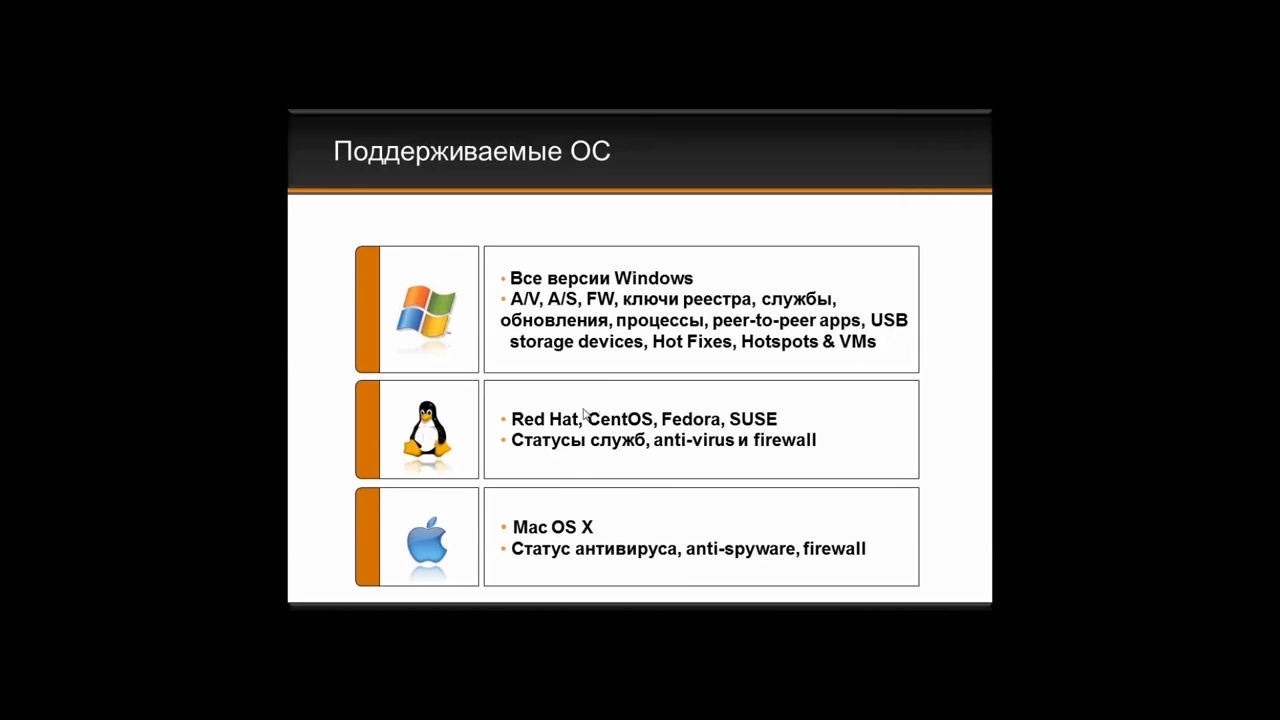 Поддерживаемые ОС
• Все версии Windows
• A/V, A/S, FW, ключи реестра, службы,
обновления, процессы, peer-to-peer apps, USB
storage devices, Hot Fixes, Hotspots & VMs
• Red Hat, CentOS, Fedora, SUSE
• Статусы служб, anti-virus и firewall
• Mac OS X
• Статус антивируса, anti-spyware, firewall